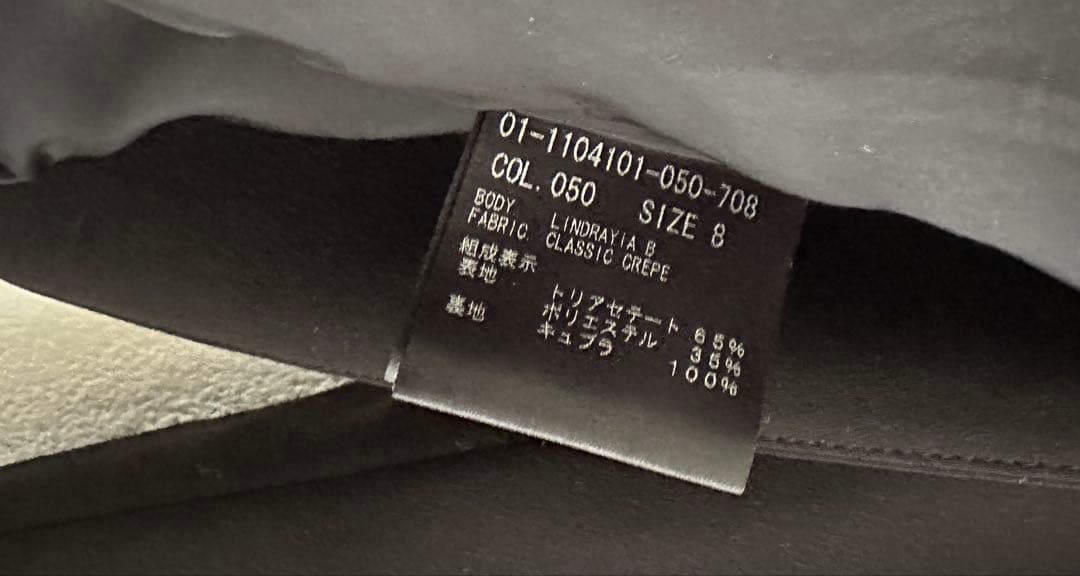 01-1104101-050-708
COL. 050 SIZE 8
BODY LINDRAYIA B
FABRIC CLASSIC CREPE
組成表示
表地 トリアセテート 65%
ポリエステル 35%
裏地 キュプラ 100%